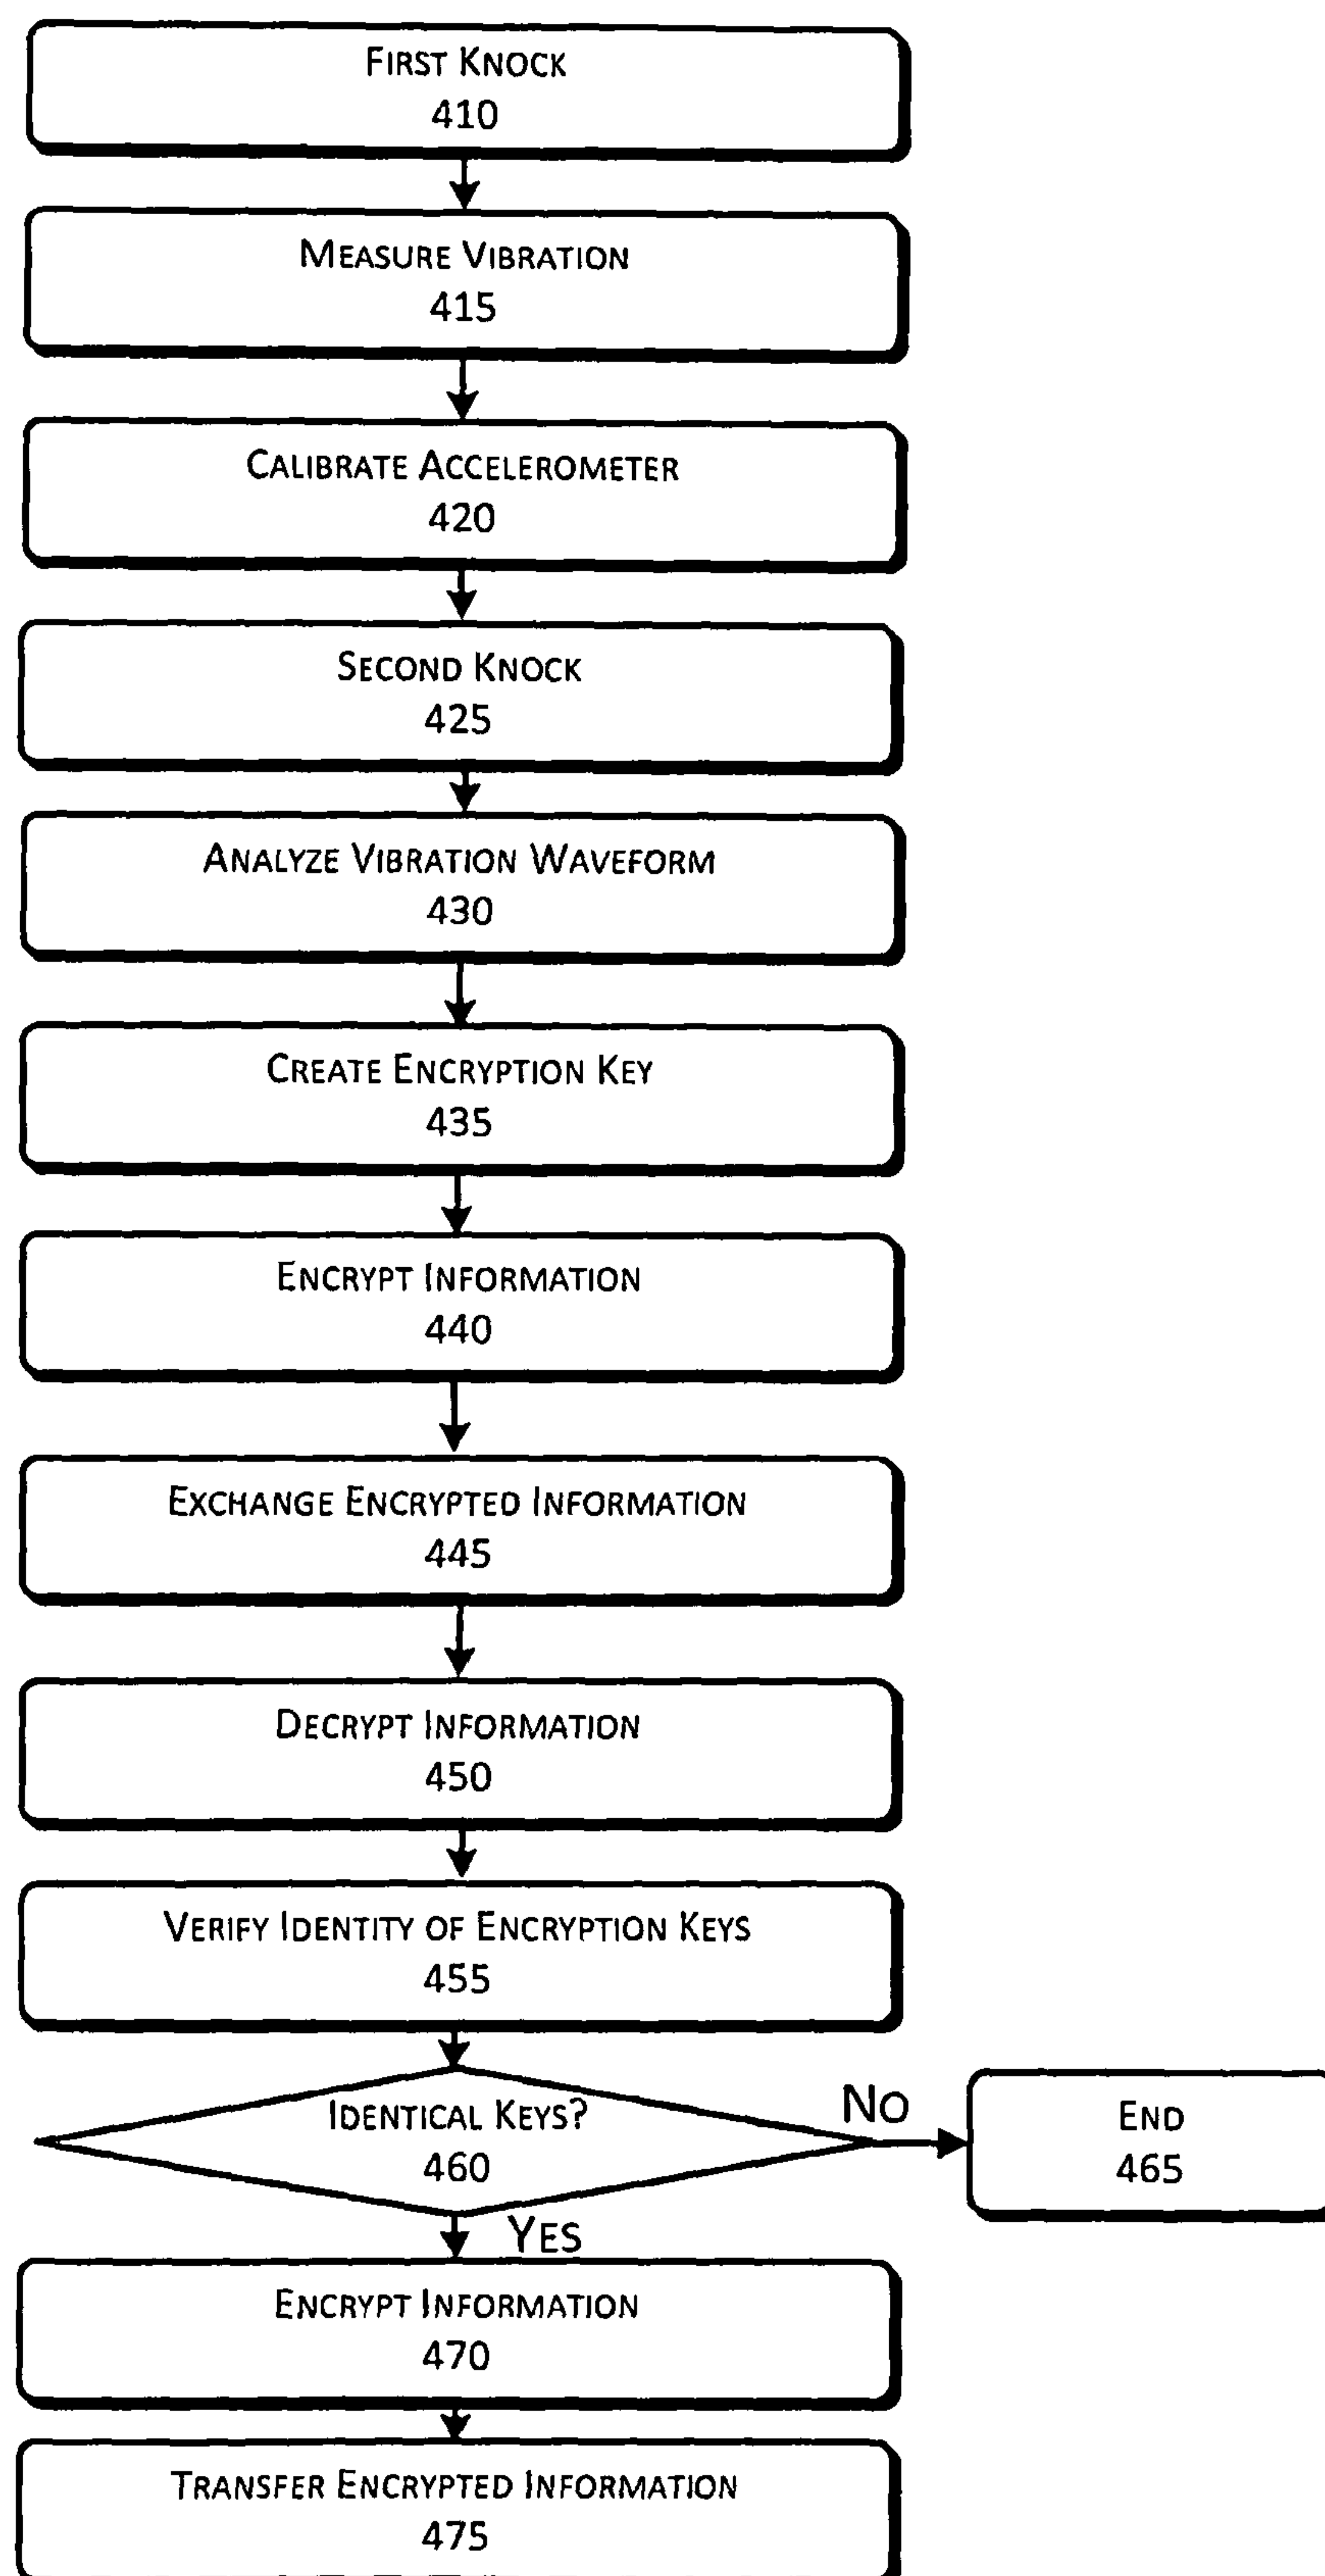 FIRST KNOCK
410
MEASURE VIBRATION
415
CALIBRATE ACCELEROMETER
420
SECOND KNOCK
425
ANALYZE VIBRATION WAVEFORM
430
CREATE ENCRYPTION KEY
435
ENCRYPT INFORMATION
440
EXCHANGE ENCRYPTED INFORMATION
445
DECRYPT INFORMATION
450
VERIFY IDENTITY OF ENCRYPTION KEYS
455
IDENTICAL KEYS?
460
NO
END
465
YES
ENCRYPT INFORMATION
470
TRANSFER ENCRYPTED INFORMATION
475